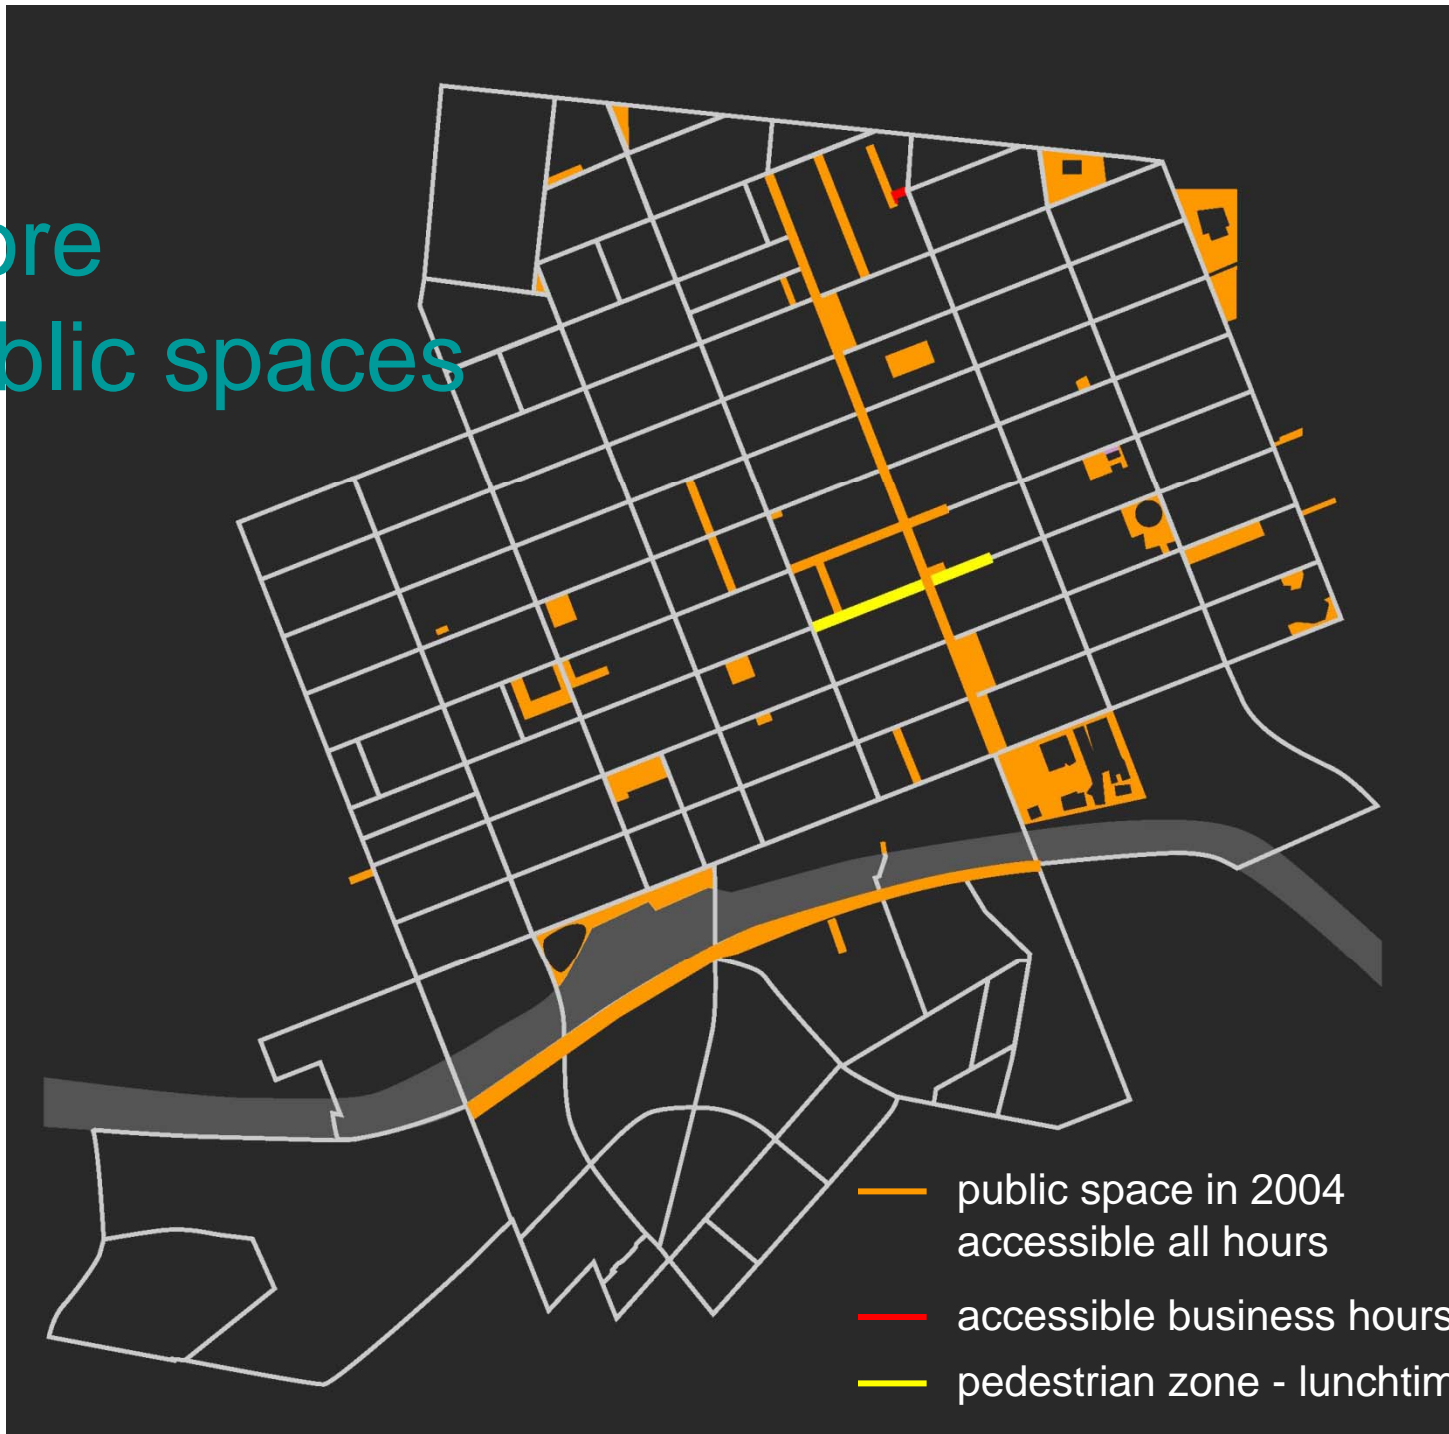 ore
blic spaces
public space in 2004
accessible all hours
accessible business hours
pedestrian zone - lunchtim